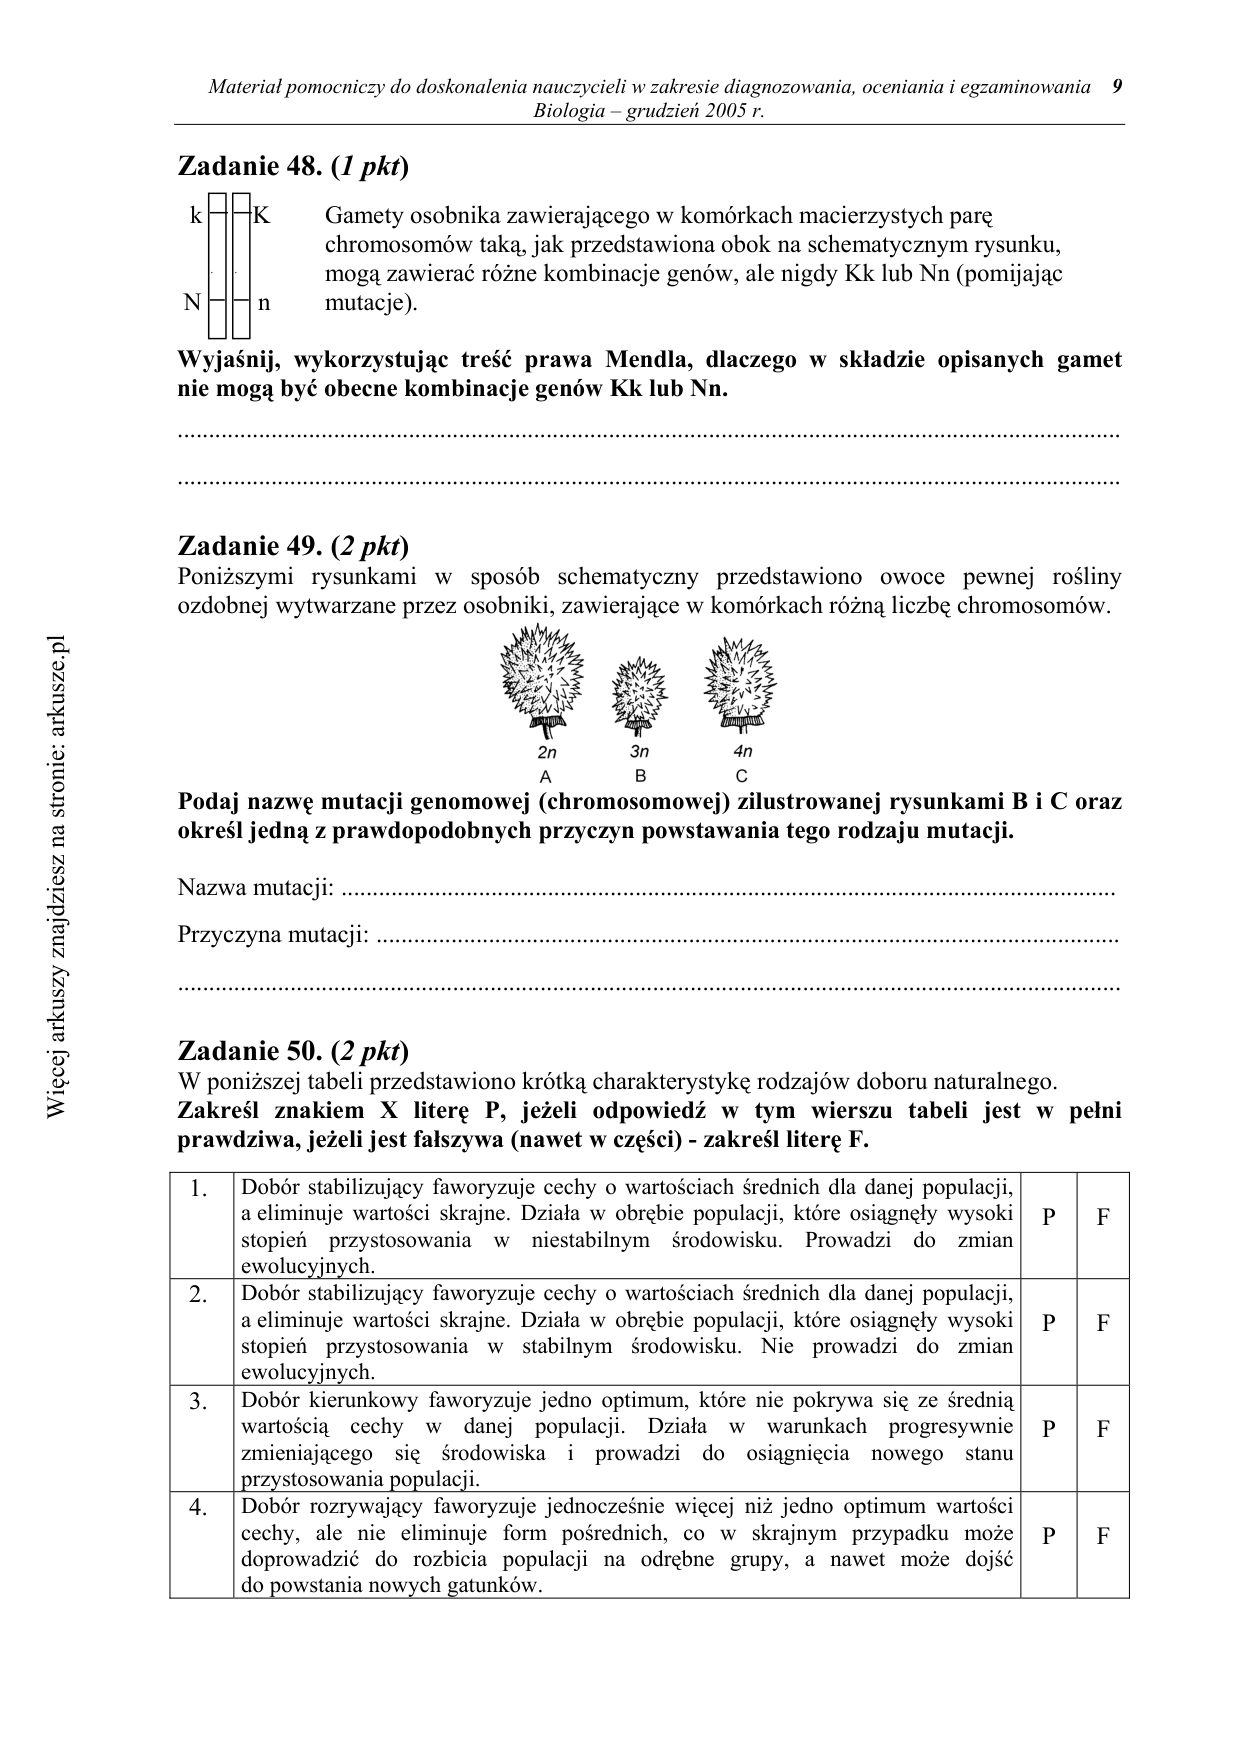 Materiał pomocniczy do doskonalenia nauczycieli w zakresie diagnozowania, oceniania i egzaminowania 9
Biologia – grudzień 2005 r.
Zadanie 48. (1 pkt)
k K
N n
Gamety osobnika zawierającego w komórkach macierzystych parę
chromosomów taką, jak przedstawiona obok na schematycznym rysunku,
mogą zawierać różne kombinacje genów, ale nigdy Kk lub Nn (pomijając
mutacje).
Wyjaśnij, wykorzystując treść prawa Mendla, dlaczego w składzie opisanych gamet
nie mogą być obecne kombinacje genów Kk lub Nn.
.......................................................................................................................................................
.......................................................................................................................................................
Zadanie 49. (2 pkt)
Poniższymi rysunkami w sposób schematyczny przedstawiono owoce pewnej rośliny
ozdobnej wytwarzane przez osobniki, zawierające w komórkach różną liczbę chromosomów.
2n 3n 4n
A B C
Podaj nazwę mutacji genomowej (chromosomowej) zilustrowanej rysunkami B i C oraz
określ jedną z prawdopodobnych przyczyn powstawania tego rodzaju mutacji.
Nazwa mutacji: ............................................................................................................................
Przyczyna mutacji: .......................................................................................................................
.......................................................................................................................................................
Zadanie 50. (2 pkt)
W poniższej tabeli przedstawiono krótką charakterystykę rodzajów doboru naturalnego.
Zakreśl znakiem X literę P, jeżeli odpowiedź w tym wierszu tabeli jest w pełni
prawdziwa, jeżeli jest fałszywa (nawet w części) - zakreśl literę F.
1. Dobór stabilizujący faworyzuje cechy o wartościach średnich dla danej populacji,
a eliminuje wartości skrajne. Działa w obrębie populacji, które osiągnęły wysoki
stopień przystosowania w niestabilnym środowisku. Prowadzi do zmian
ewolucyjnych.
P F
2. Dobór stabilizujący faworyzuje cechy o wartościach średnich dla danej populacji,
a eliminuje wartości skrajne. Działa w obrębie populacji, które osiągnęły wysoki
stopień przystosowania w stabilnym środowisku. Nie prowadzi do zmian
ewolucyjnych.
P F
3. Dobór kierunkowy faworyzuje jedno optimum, które nie pokrywa się ze średnią
wartością cechy w danej populacji. Działa w warunkach progresywnie
zmieniającego się środowiska i prowadzi do osiągnięcia nowego stanu
przystosowania populacji.
P F
4. Dobór rozrywający faworyzuje jednocześnie więcej niż jedno optimum wartości
cechy, ale nie eliminuje form pośrednich, co w skrajnym przypadku może
doprowadzić do rozbicia populacji na odrębne grupy, a nawet może dojść
do powstania nowych gatunków.
P F
Więcej arkuszy znajdziesz na stronie: arkusze.pl